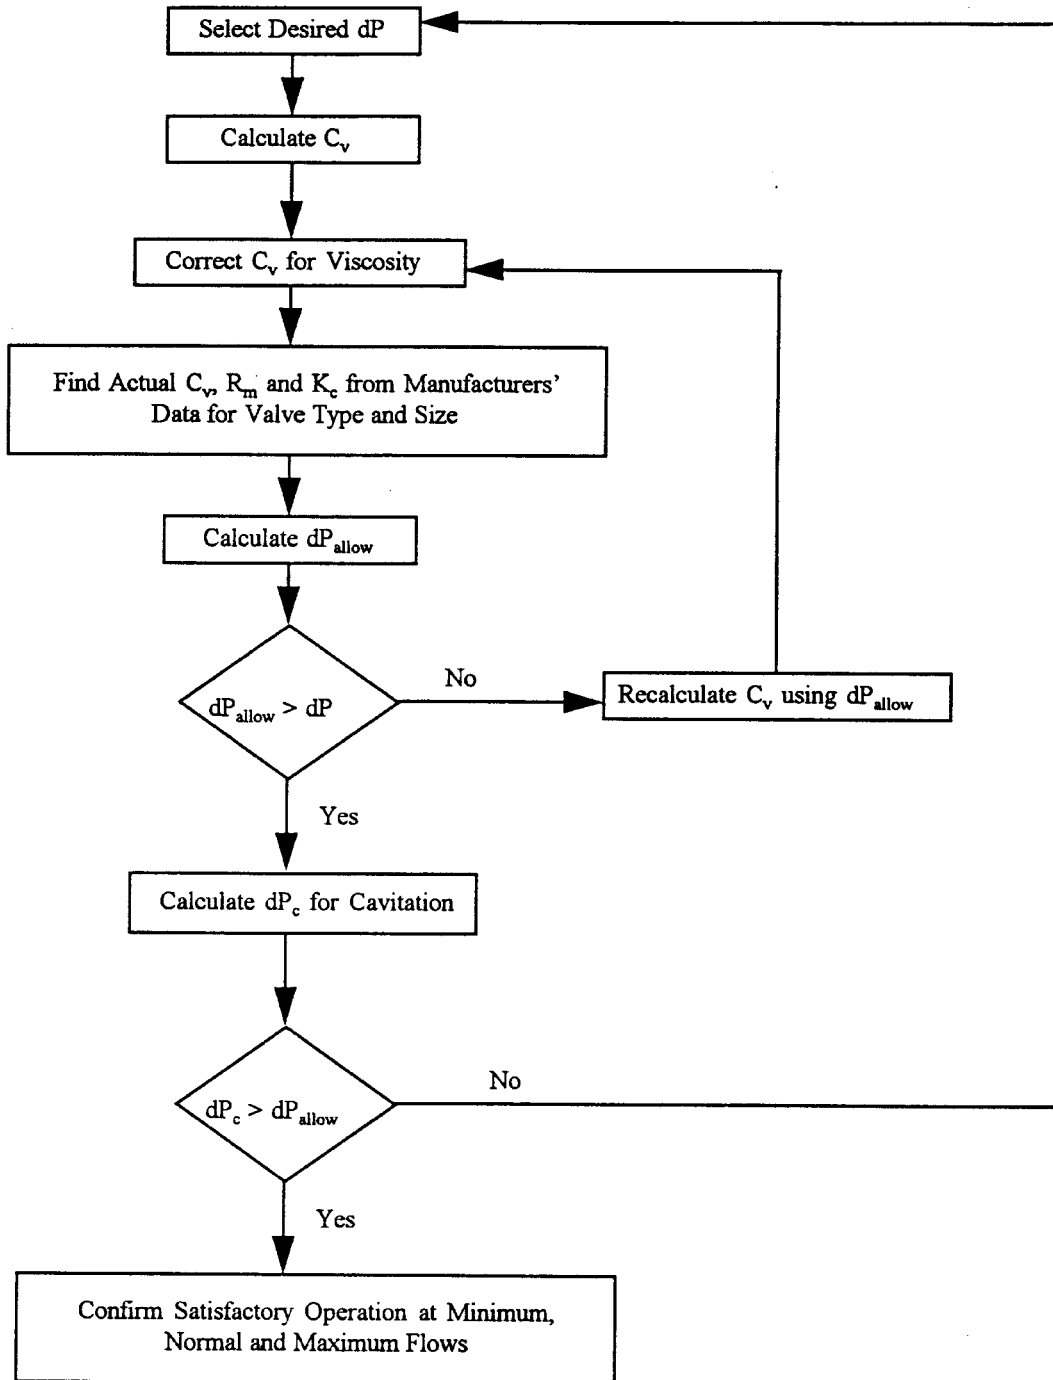 Select Desired dP
Calculate Cv
Correct Cv for Viscosity
Find Actual Cv, Rm and Kc from Manufacturers’
Data for Valve Type and Size
Calculate dPallow
dPallow > dP
No
Recalculate Cv using dPallow
Yes
Calculate dPc for Cavitation
dPc > dPallow
No
Yes
Confirm Satisfactory Operation at Minimum,
Normal and Maximum Flows